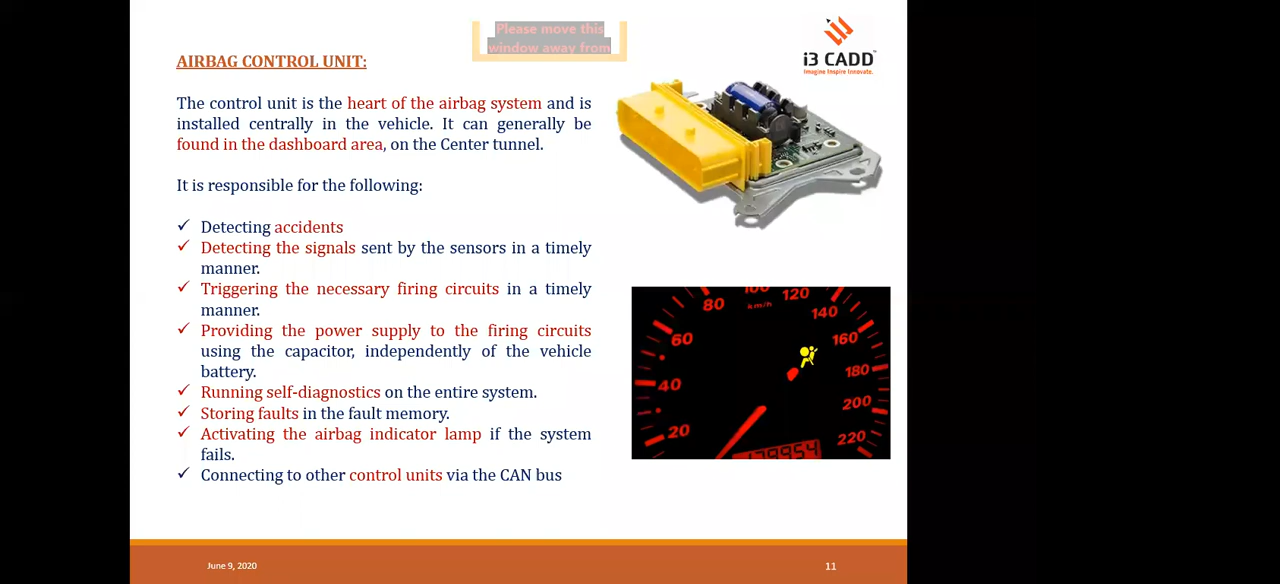 Please move this
window away from
i3 CADD
Imagine Inspire Innovate.
AIRBAG CONTROL UNIT:
The control unit is the heart of the airbag system and is
installed centrally in the vehicle. It can generally be
found in the dashboard area, on the Center tunnel.
It is responsible for the following:
✓ Detecting accidents
✓ Detecting the signals sent by the sensors in a timely
manner.
✓ Triggering the necessary firing circuits in a timely
manner.
✓ Providing the power supply to the firing circuits
using the capacitor, independently of the vehicle
battery.
✓ Running self-diagnostics on the entire system.
✓ Storing faults in the fault memory.
✓ Activating the airbag indicator lamp if the system
fails.
✓ Connecting to other control units via the CAN bus
20
40
60
80
100
120
km/h
140
160
180
200
220
June 9, 2020
11